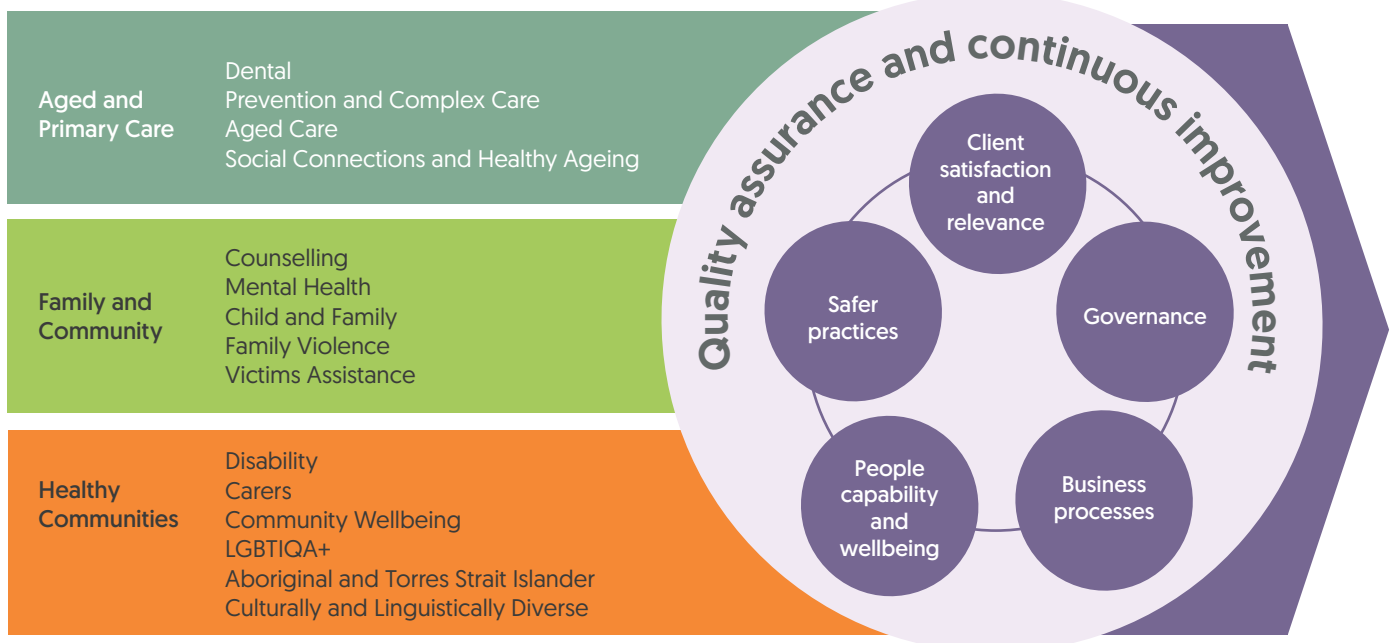 Aged and
Primary Care
Dental
Prevention and Complex Care
Aged Care
Social Connections and Healthy Ageing
Family and
Community
Counselling
Mental Health
Child and Family
Family Violence
Victims Assistance
Healthy
Communities
Disability
Carers
Community Wellbeing
LGBTIQA+
Aboriginal and Torres Strait Islander
Culturally and Linguistically Diverse
Quality assurance and continuous improvement
Client
satisfaction
and
relevance
Governance
Business
processes
People
capability
and
wellbeing
Safer
practices